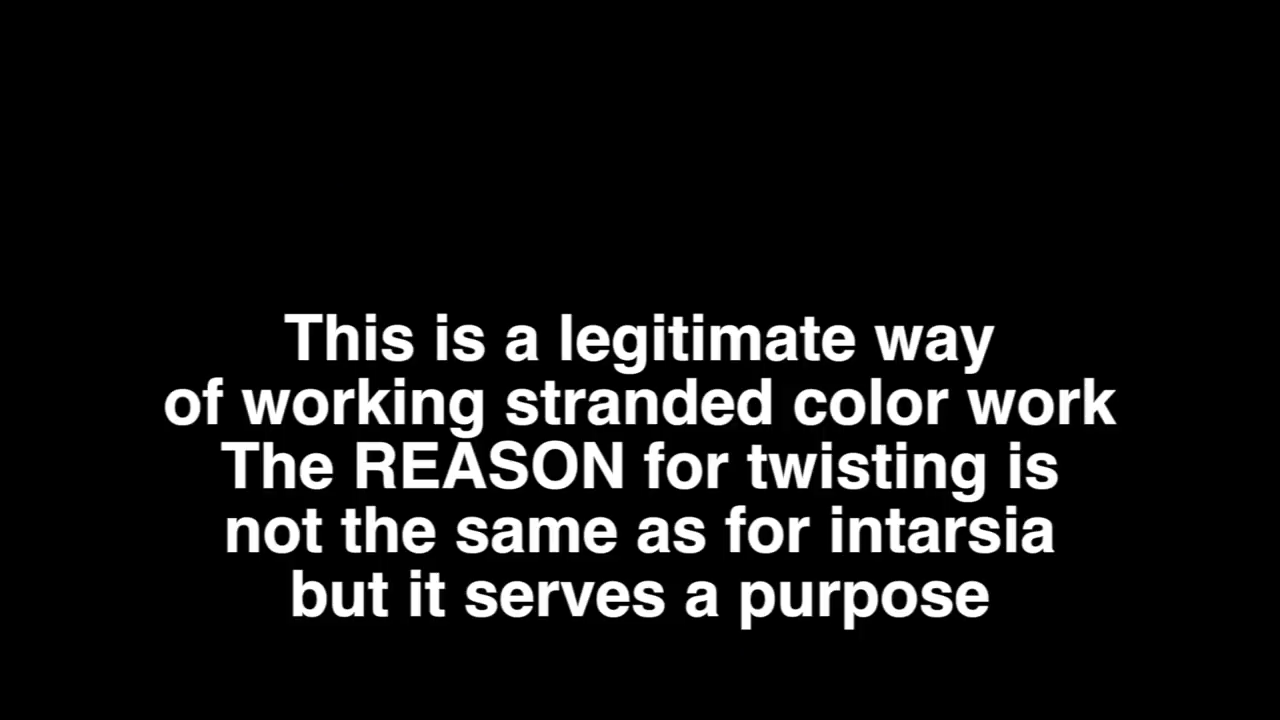 This is a legitimate way
of working stranded color work
The REASON for twisting is
not the same as for intarsia
but it serves a purpose